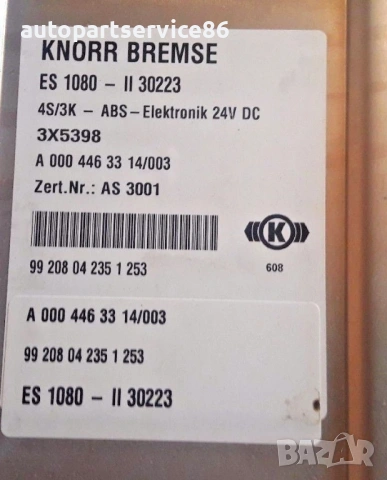 autopartservice86
KNORR BREMSE
ES 1080 - II 30223
4S/3K - ABS-Elektronik 24V DC
3X5398
A 000 446 33 14/003
Zert.Nr.: AS 3001
K
608
99 208 04 235 1 253
A 000 446 33 14/003
99 208 04 235 1 253
ES 1080 - II 30223
BAZAR